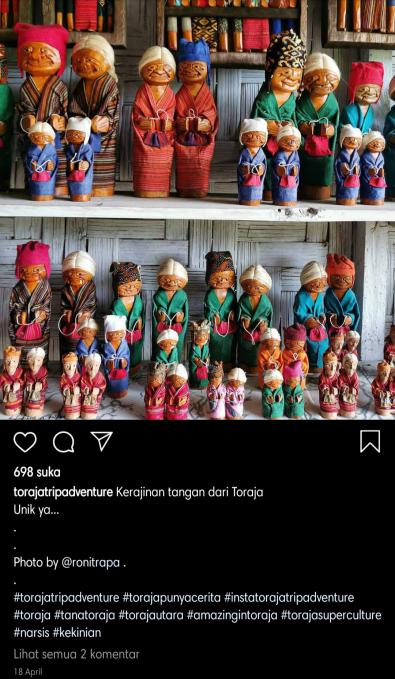 698 suka
torajatripadventure Kerajinan tangan dari Toraja
Unik ya...
.
.
Photo by @ronitrapa .
.
#torajatripadventure #torajapunyacerita #instatorajatripadventure
#toraja #tanatoraja #torajautara #amazingintoraja #torajasuperculture
#narsis #kekinian
Lihat semua 2 komentar
18 April